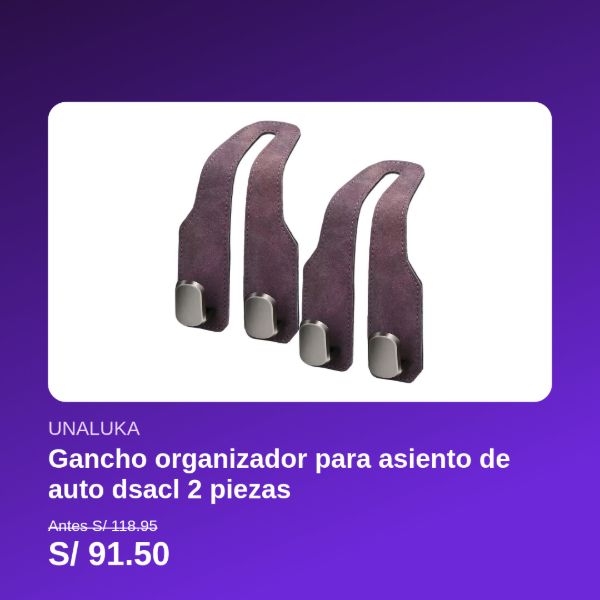 UNALUKA
Gancho organizador para asiento de
auto dsacl 2 piezas
Antes S/ 118.95
S/ 91.50